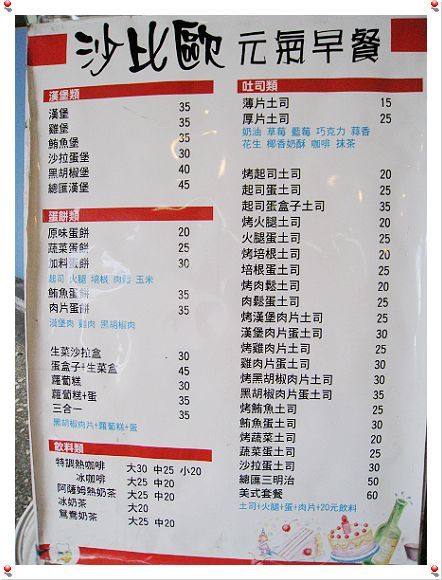 沙比歐 元氣早餐
漢堡類
漢堡 35
雞堡 35
鮪魚堡 35
沙拉蛋堡 30
黑胡椒堡 40
總匯漢堡 45
蛋餅類
原味蛋餅 20
蔬菜蛋餅 25
加料蛋餅 30
起司 火腿 培根 肉鬆 玉米
鮪魚蛋餅 35
肉片蛋餅 35
漢堡肉 雞肉 黑胡椒肉
生菜沙拉盒 30
蛋盒子+生菜盒 45
蘿蔔糕 30
蘿蔔糕+蛋 35
三合一 35
黑胡椒肉片+蘿蔔糕+蛋
飲料類
特調熱咖啡 大30 中25 小20
冰咖啡 大25 中20
阿薩姆熱奶茶 大25 中20
冰奶茶 大20
鴛鴦奶茶 大25 中20
吐司類
薄片土司 15
厚片土司 25
奶油 草莓 藍莓 巧克力 蒜香
花生 椰香奶酥 咖啡 抹茶
烤起司土司 20
起司蛋土司 25
起司蛋盒子土司 35
烤火腿土司 20
火腿蛋土司 25
烤培根土司 20
培根蛋土司 25
烤肉鬆土司 20
肉鬆蛋土司 25
烤漢堡肉片土司 25
漢堡肉片蛋土司 30
烤雞肉片土司 25
雞肉片蛋土司 30
烤黑胡椒肉片土司 30
黑胡椒肉片蛋土司 35
烤鮪魚土司 25
鮪魚蛋土司 30
烤蔬菜土司 20
蔬菜蛋土司 25
沙拉蛋土司 30
總匯三明治 50
美式套餐 60
土司+火腿+蛋+肉片+20元飲料